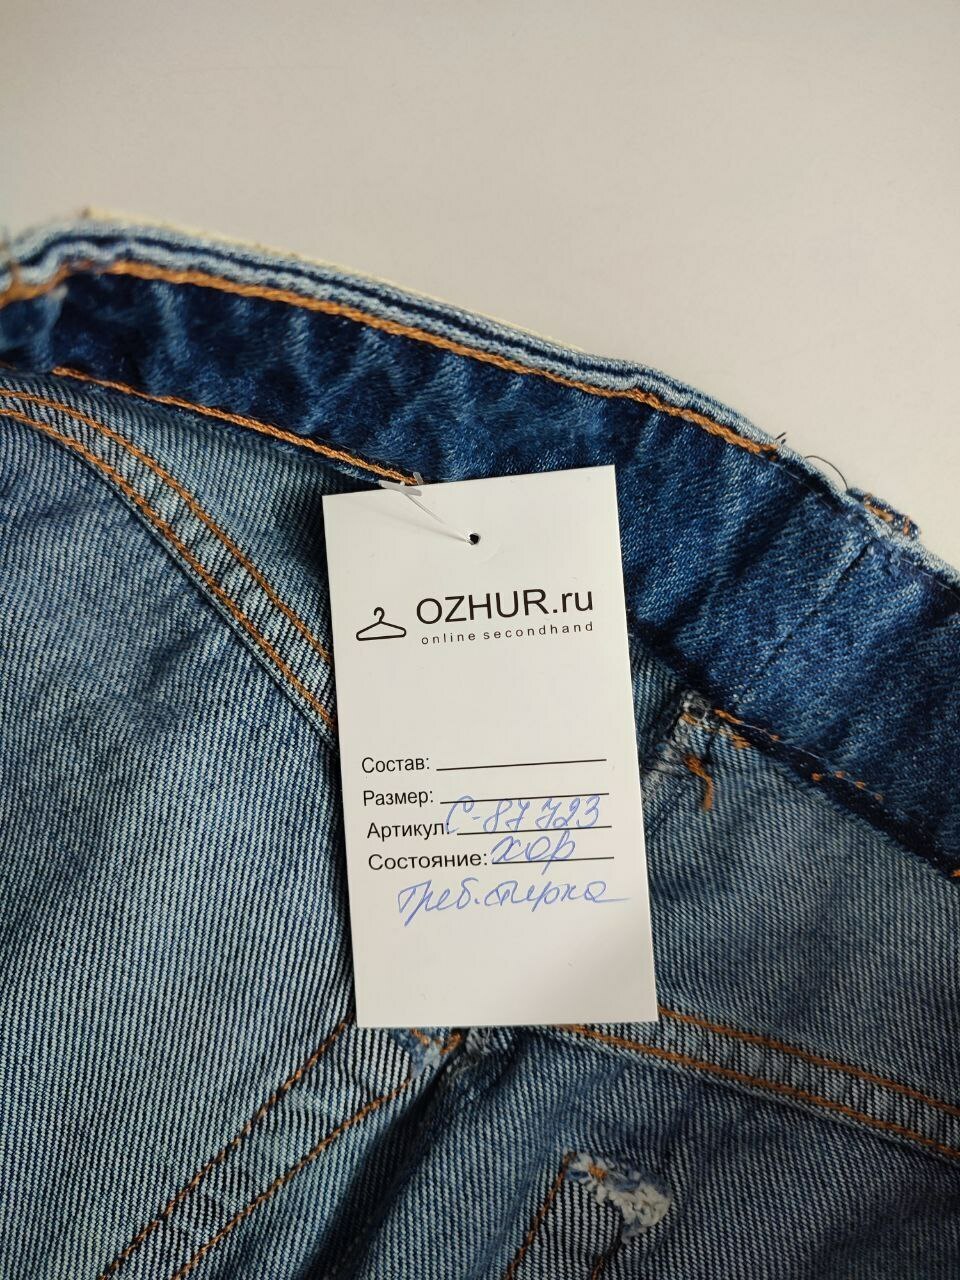 OZHUR.ru
online secondhand
Состав:
Размер:
Артикул: С-87723
Состояние: хор
треб. стирка